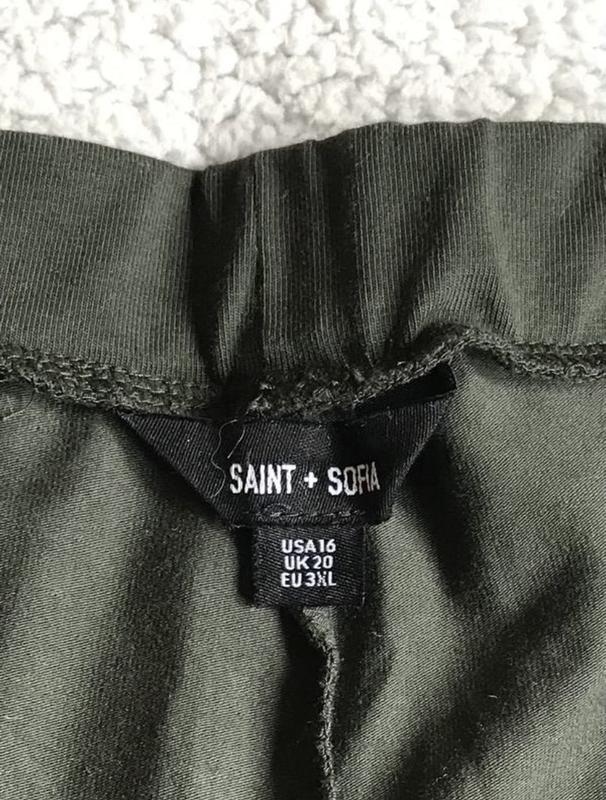 SAINT + SOFIA
USA 16
UK 20
EU 3XL